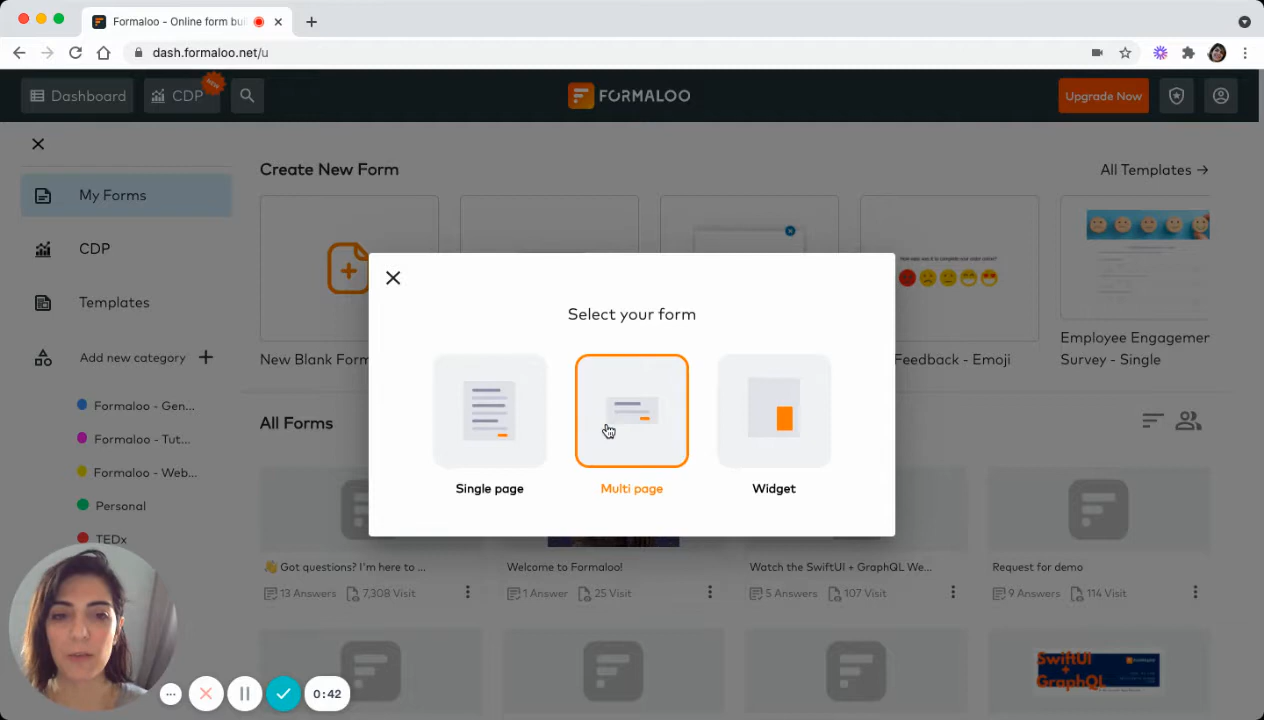 Formaloo - Online form bui
dash.formaloo.net/u
Dashboard
CDP
NEW
FORMALOO
Upgrade Now
My Forms
CDP
Templates
Add new category
Formaloo - Gen...
Formaloo - Tut...
Formaloo - Web...
Personal
TEDx
Create New Form
All Templates →
New Blank Form
Feedback - Emoji
Employee Engagemen
Survey - Single
Select your form
Single page
Multi page
Widget
All Forms
👋 Got questions? I'm here to ...
13 Answers 7,308 Visit
Welcome to Formaloo!
1 Answer 25 Visit
Watch the SwiftUI + GraphQL We...
5 Answers 107 Visit
Request for demo
9 Answers 114 Visit
SwiftUI
+
GraphQL
0:42